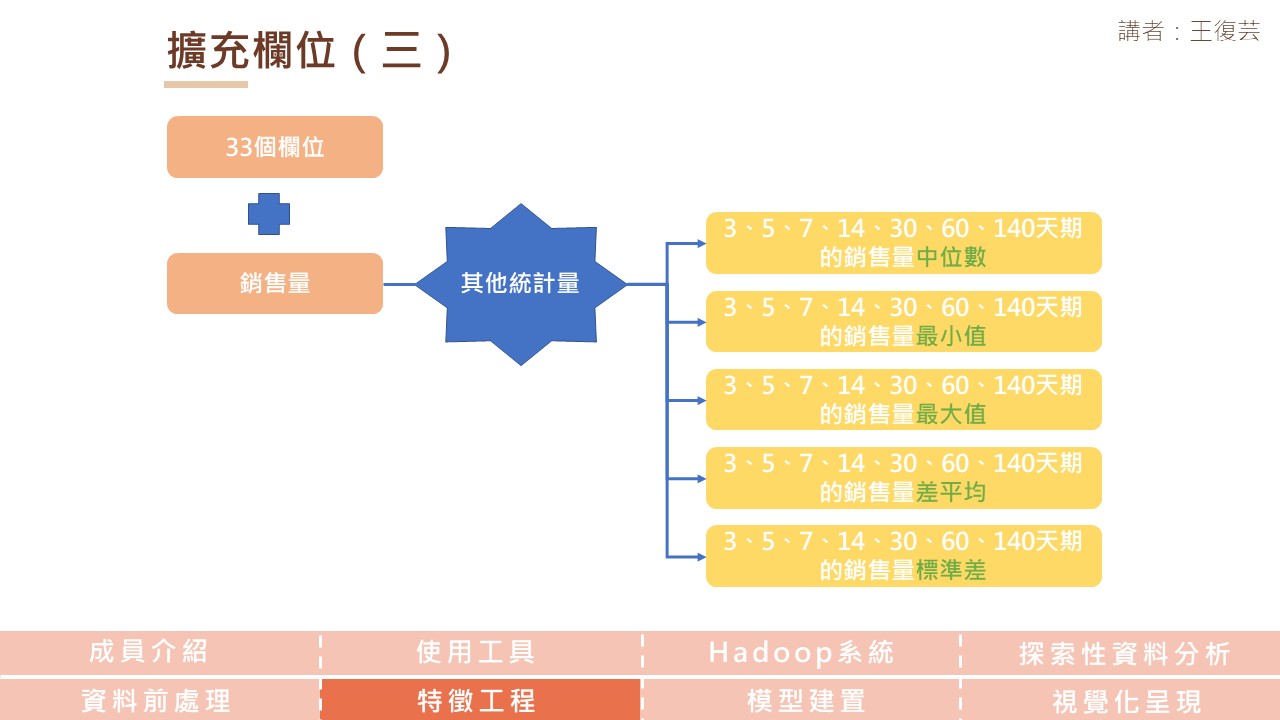 擴充欄位（三）
講者：王復芸
33個欄位
銷售量
其他統計量
3、5、7、14、30、60、140天期
的銷售量中位數
3、5、7、14、30、60、140天期
的銷售量最小值
3、5、7、14、30、60、140天期
的銷售量最大值
3、5、7、14、30、60、140天期
的銷售量差平均
3、5、7、14、30、60、140天期
的銷售量標準差
成員介紹
使用工具
Hadoop系統
探索性資料分析
資料前處理
特徵工程
模型建置
視覺化呈現